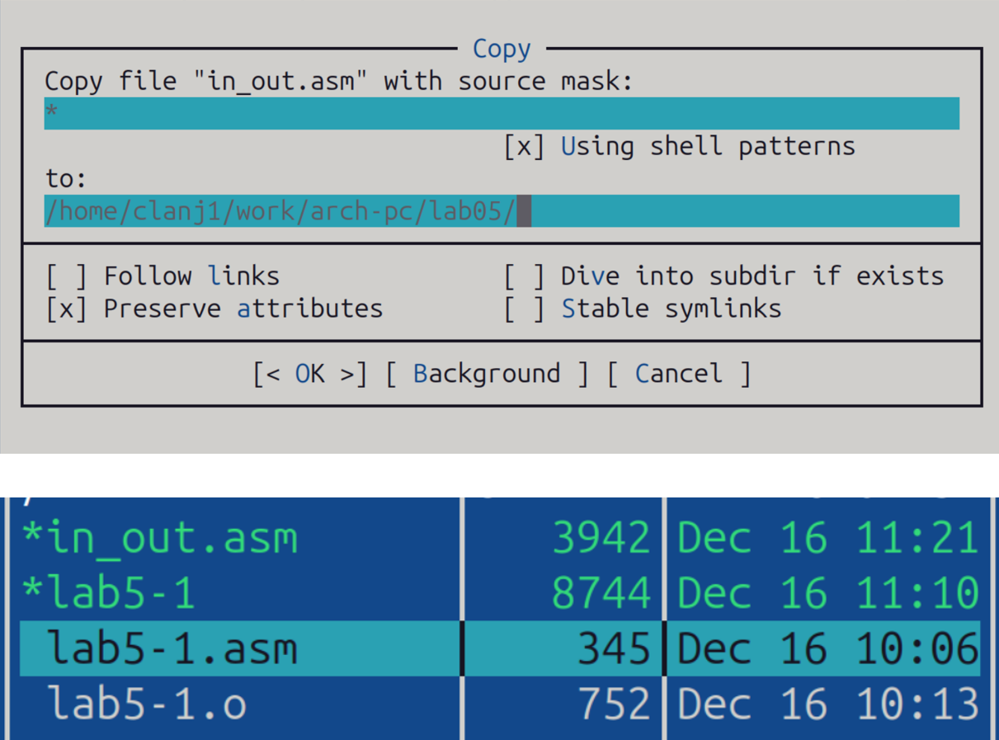 Copy
Copy file "in_out.asm" with source mask:
*
[x] Using shell patterns
to:
/home/clanj1/work/arch-pc/lab05/
[ ] Follow links [ ] Dive into subdir if exists
[x] Preserve attributes [ ] Stable symlinks
[< OK >] [ Background ] [ Cancel ]
*in_out.asm 3942 Dec 16 11:21
*lab5-1 8744 Dec 16 11:10
lab5-1.asm 345 Dec 16 10:06
lab5-1.o 752 Dec 16 10:13